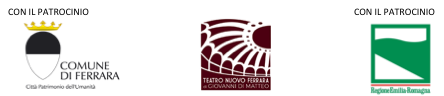 CON IL PATROCINIO
CON IL PATROCINIO
COMUNE
DI FERRARA
Città Patrimonio dell'Umanità
TEATRO NUOVO FERRARA
di GIOVANNI DI MATTEO
Regione Emilia-Romagna